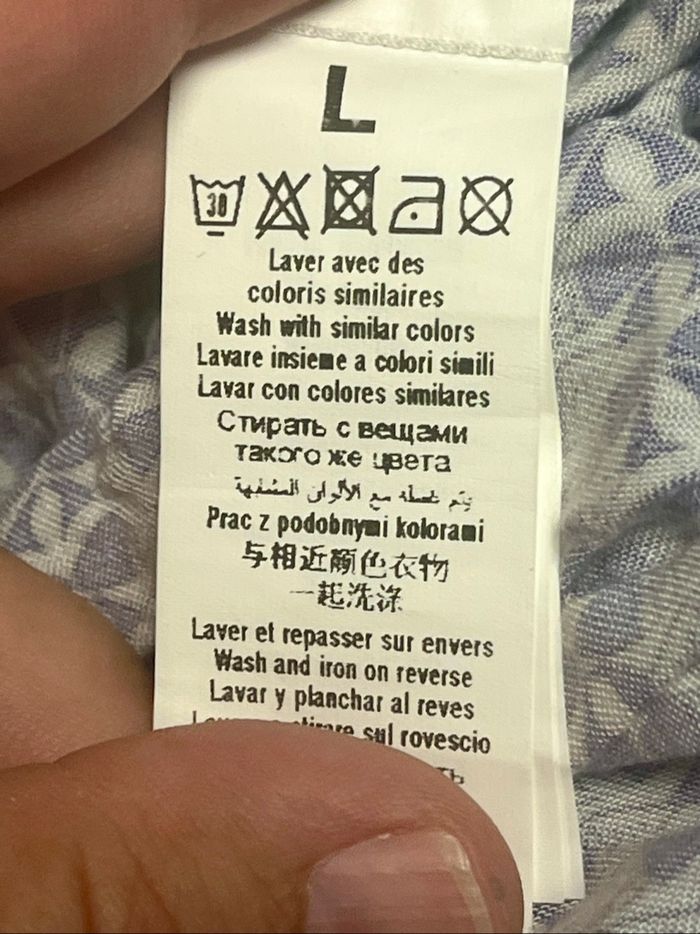 L
30
Laver avec des
coloris similaires
Wash with similar colors
Lavare insieme a colori simili
Lavar con colores similares
Стирать с вещами
такого же цвета
يتم غسله مع الألوان
Prac z podobnymi kolorami
与相近颜色衣物
一起洗涤
Laver et repasser sur envers
Wash and iron on reverse
Lavar y planchar al reves
sul rovescio